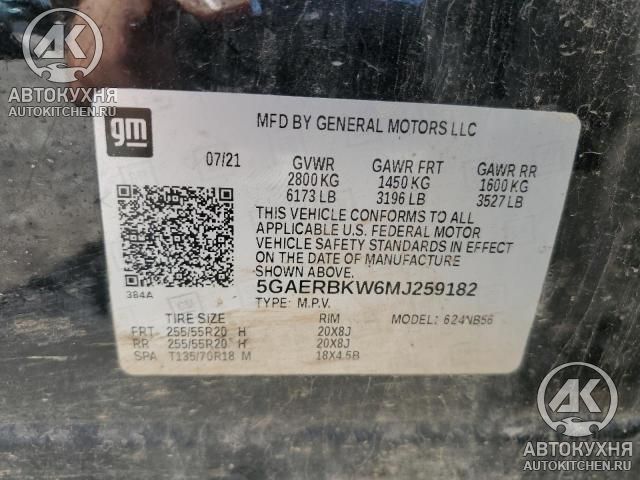 AK
АВТОКУХНЯ
AUTOKITCHEN.RU
gm
MFD BY GENERAL MOTORS LLC
07/21 GVWR GAWR FRT GAWR RR
2800 KG 1450 KG 1600 KG
6173 LB 3196 LB 3527 LB
THIS VEHICLE CONFORMS TO ALL
APPLICABLE U.S. FEDERAL MOTOR
VEHICLE SAFETY STANDARDS IN EFFECT
ON THE DATE OF MANUFACTURE
SHOWN ABOVE.
384A
5GAERBKW6MJ259182
TYPE: M.P.V. MODEL: 624NB56
TIRE SIZE RIM
FRT 255/55R20 H 20X8J
RR 255/55R20 H 20X8J
SPA T135/70R18 M 18X4.5B
AK
АВТОКУХНЯ
AUTOKITCHEN.RU